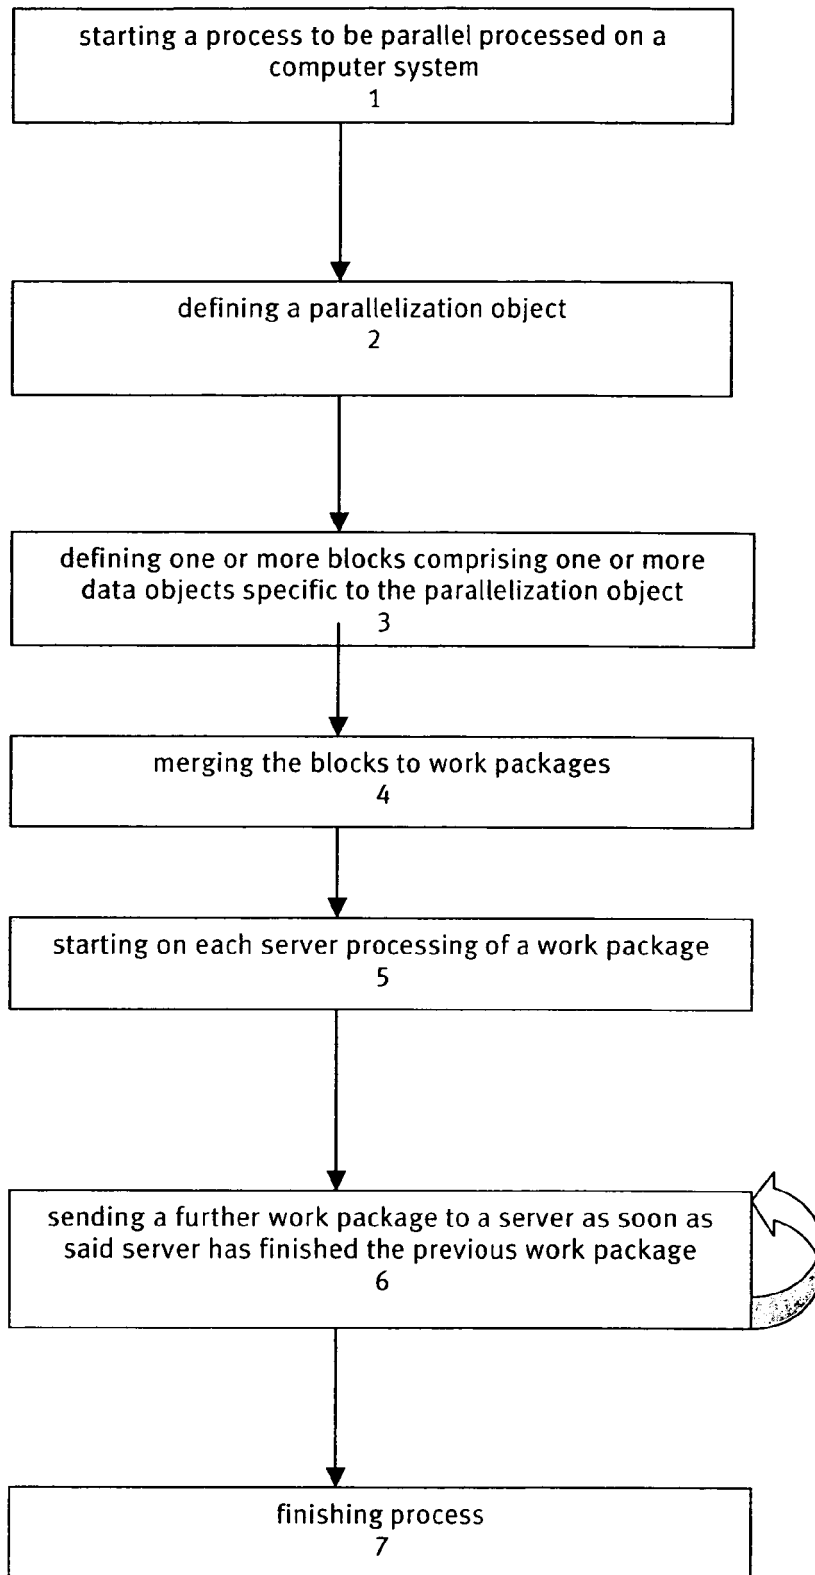 starting a process to be parallel processed on a
computer system
1
defining a parallelization object
2
defining one or more blocks comprising one or more
data objects specific to the parallelization object
3
merging the blocks to work packages
4
starting on each server processing of a work package
5
sending a further work package to a server as soon as
said server has finished the previous work package
6
finishing process
7